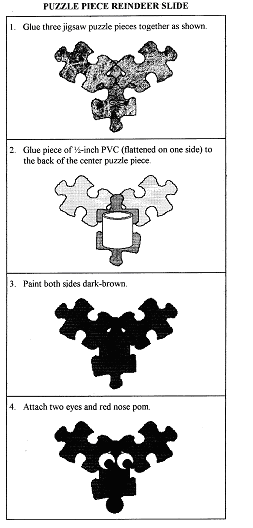 PUZZLE PIECE REINDEER SLIDE
1. Glue three jigsaw puzzle pieces together as shown.
2. Glue piece of ½-inch PVC (flattened on one side) to
the back of the center puzzle piece.
3. Paint both sides dark-brown.
4. Attach two eyes and red nose pom.